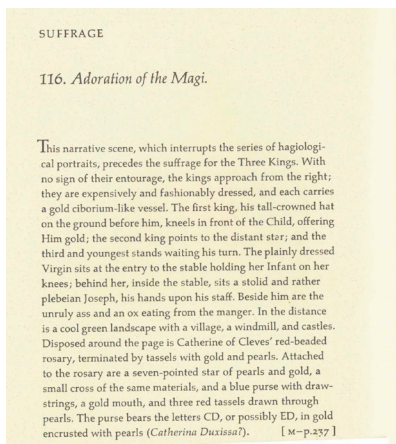 SUFFRAGE
116. Adoration of the Magi.
This narrative scene, which interrupts the series of hagiologi-
cal portraits, precedes the suffrage for the Three Kings. With
no sign of their entourage, the kings approach from the right;
they are expensively and fashionably dressed, and each carries
a gold ciborium-like vessel. The first king, his tall-crowned hat
on the ground before him, kneels in front of the Child, offering
Him gold; the second king points to the distant star; and the
third and youngest stands waiting his turn. The plainly dressed
Virgin sits at the entry to the stable holding her Infant on her
knees; behind her, inside the stable, sits a stolid and rather
plebeian Joseph, his hands upon his staff. Beside him are the
unruly ass and an ox eating from the manger. In the distance
is a cool green landscape with a village, a windmill, and castles.
Disposed around the page is Catherine of Cleves' red-beaded
rosary, terminated by tassels with gold and pearls. Attached
to the rosary are a seven-pointed star of pearls and gold, a
small cross of the same materials, and a blue purse with draw-
strings, a gold mouth, and three red tassels drawn through
pearls. The purse bears the letters CD, or possibly ED, in gold
encrusted with pearls (Catherina Duxissa?). [M-p.237]